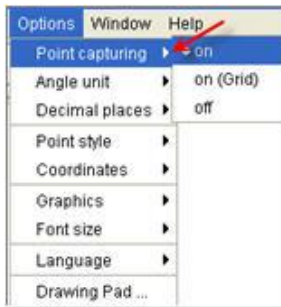 Options Window Help
Point capturing on
Angle unit on (Grid)
Decimal places off
Point style
Coordinates
Graphics
Font size
Language
Drawing Pad ...